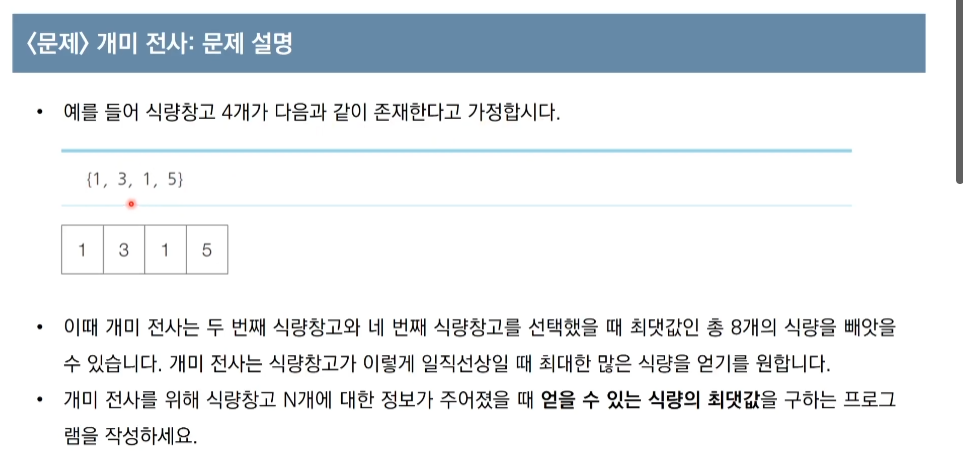 〈문제〉 개미 전사: 문제 설명
• 예를 들어 식량창고 4개가 다음과 같이 존재한다고 가정합시다.
{1, 3, 1, 5}
1 3 1 5
• 이때 개미 전사는 두 번째 식량창고와 네 번째 식량창고를 선택했을 때 최댓값인 총 8개의 식량을 빼앗을
수 있습니다. 개미 전사는 식량창고가 이렇게 일직선상일 때 최대한 많은 식량을 얻기를 원합니다.
• 개미 전사를 위해 식량창고 N개에 대한 정보가 주어졌을 때 얻을 수 있는 식량의 최댓값을 구하는 프로그
램을 작성하세요.